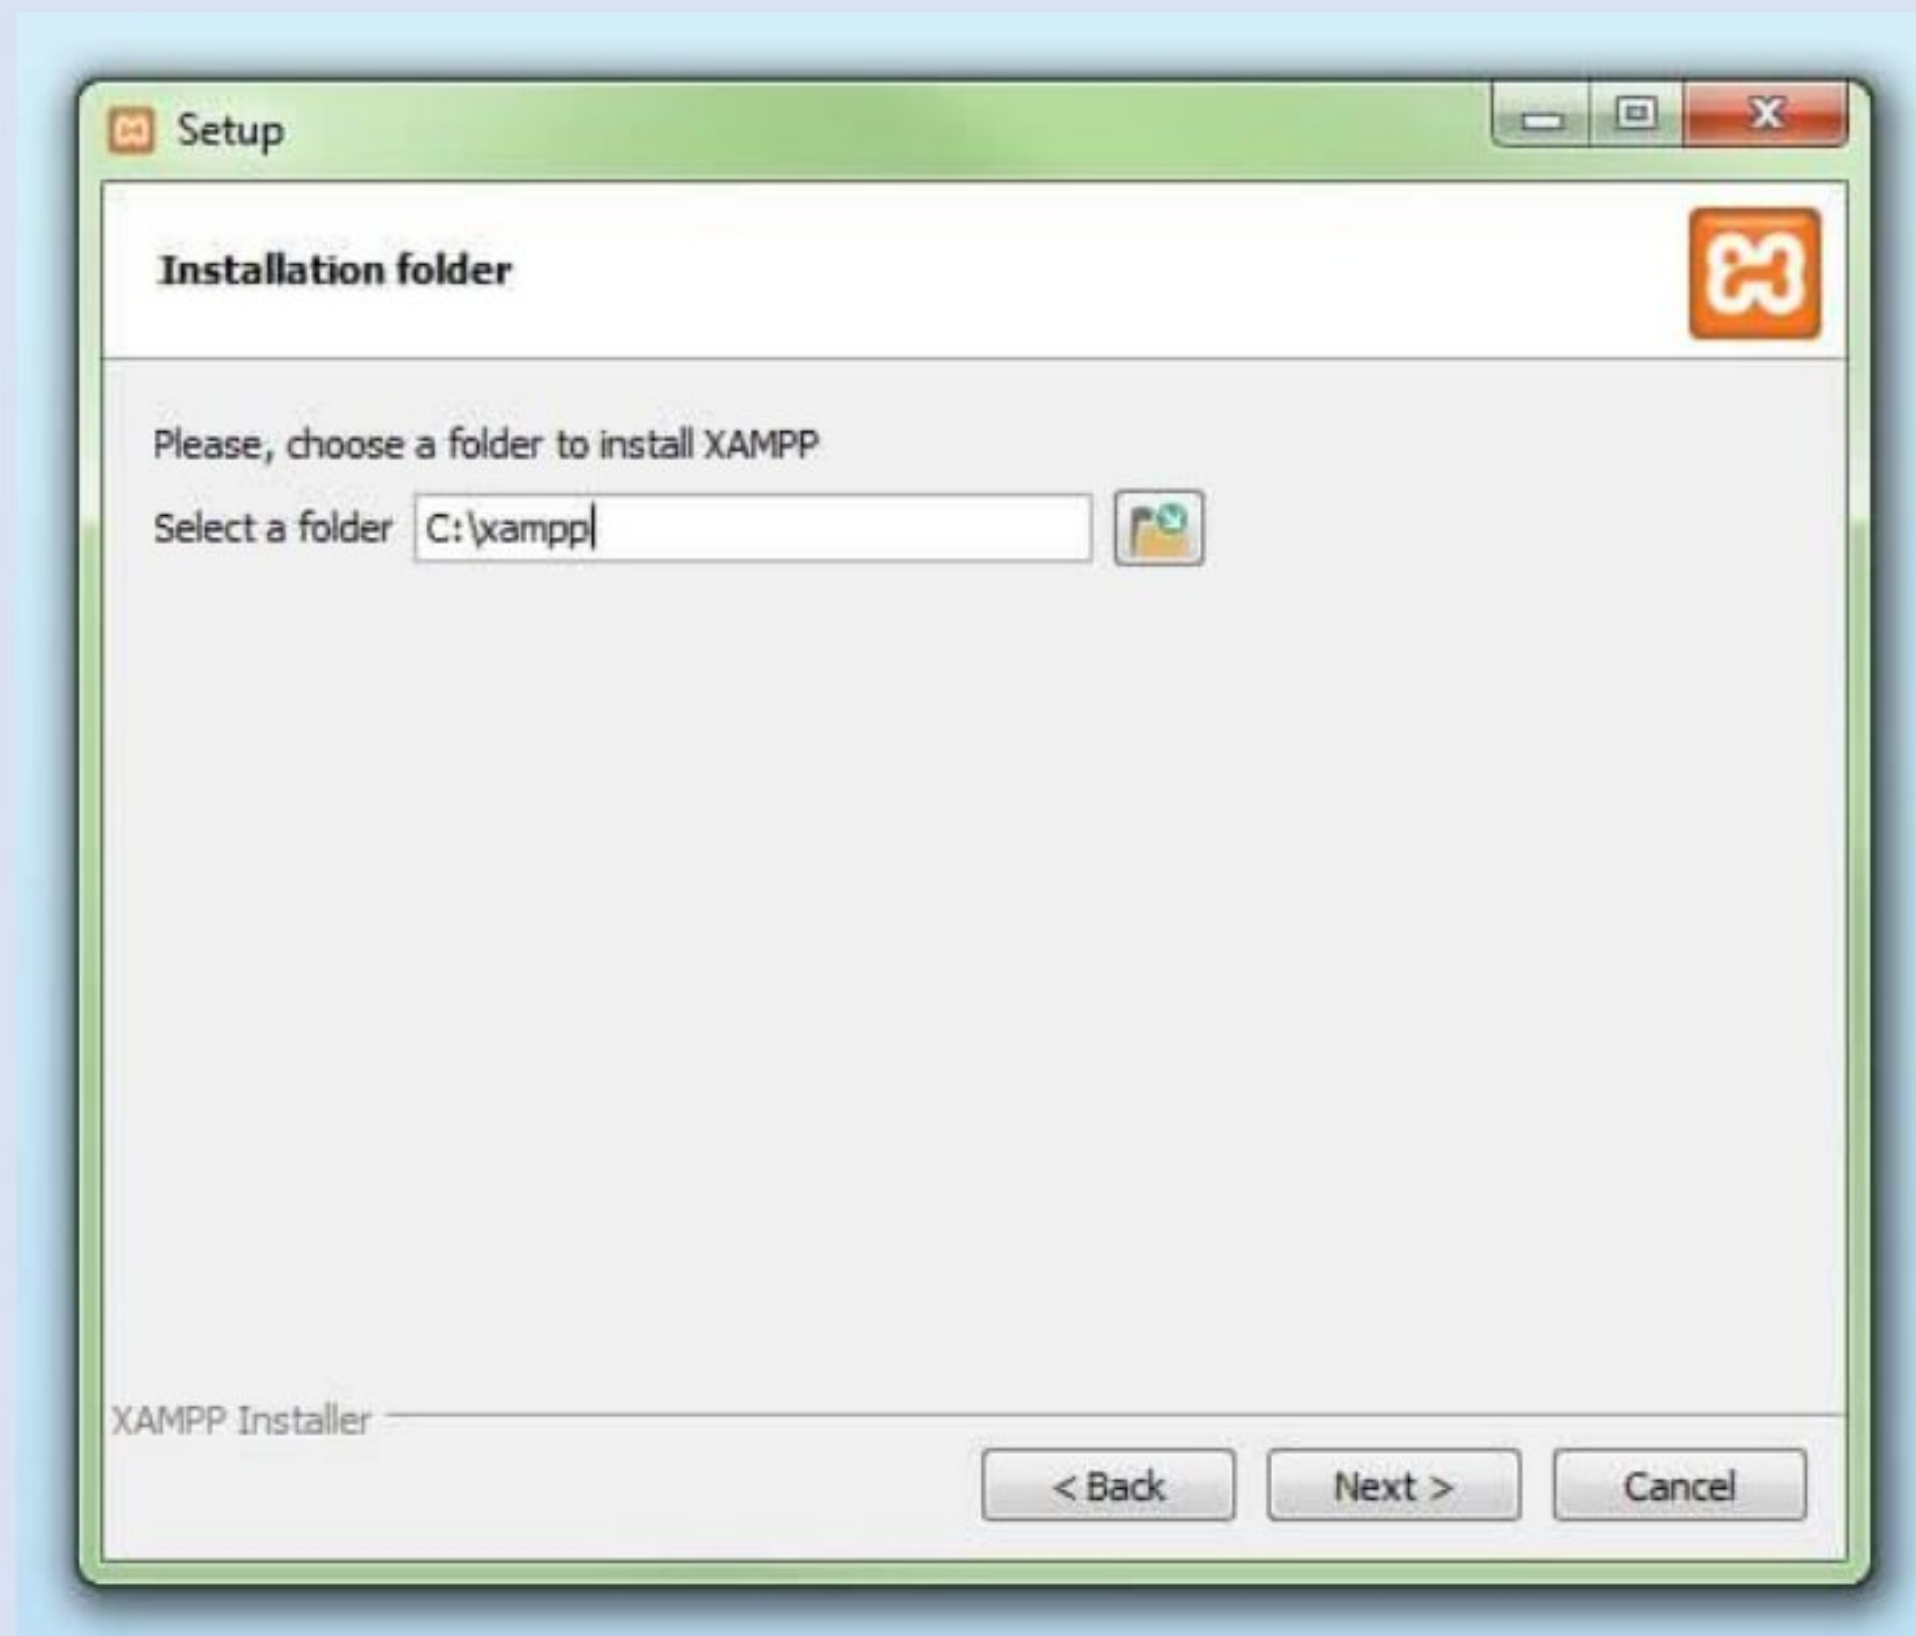 Setup
Installation folder
Please, choose a folder to install XAMPP
Select a folder C:\xampp
XAMPP Installer
< Back Next > Cancel